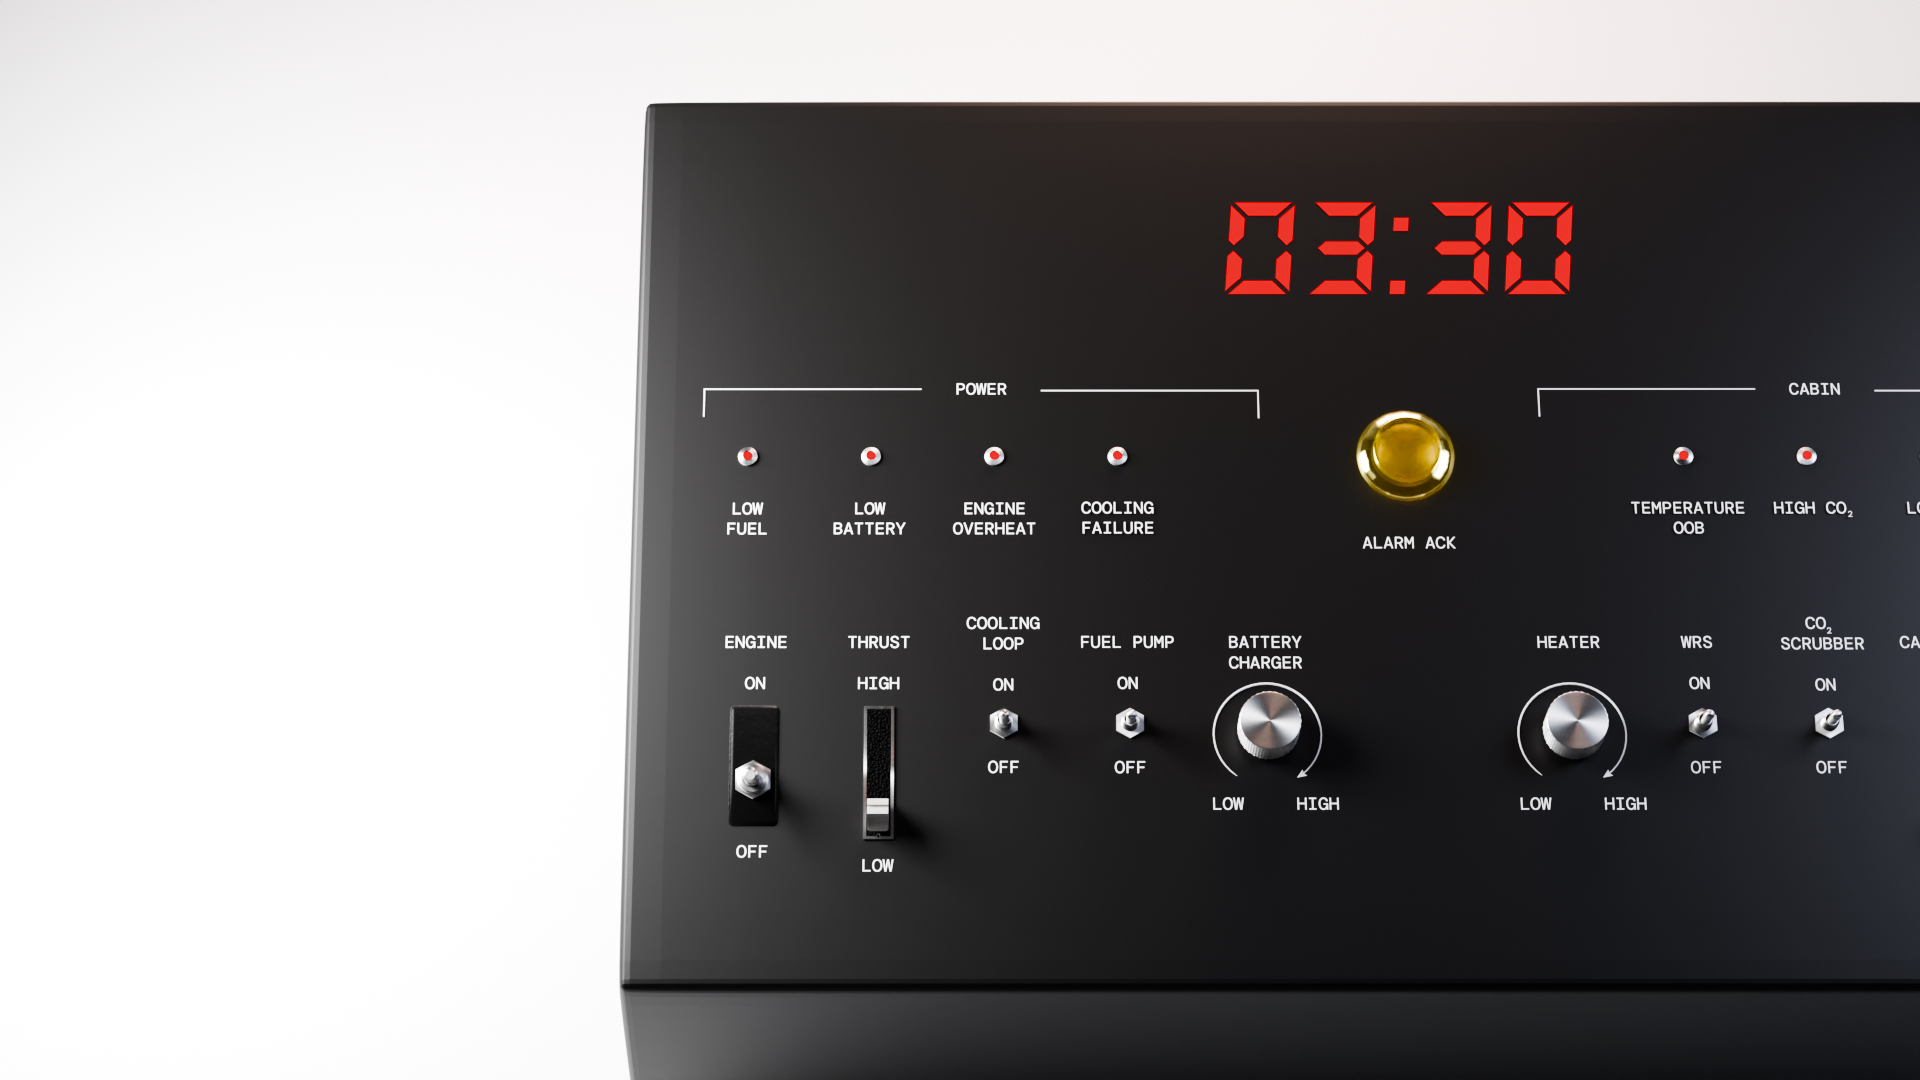 03:30
POWER
CABIN
LOW
FUEL
LOW
BATTERY
ENGINE
OVERHEAT
COOLING
FAILURE
ALARM ACK
TEMPERATURE
OOB
HIGH CO₂
ENGINE
ON
OFF
THRUST
HIGH
LOW
COOLING
LOOP
ON
OFF
FUEL PUMP
ON
OFF
BATTERY
CHARGER
LOW
HIGH
HEATER
LOW
HIGH
WRS
ON
OFF
CO₂
SCRUBBER
ON
OFF